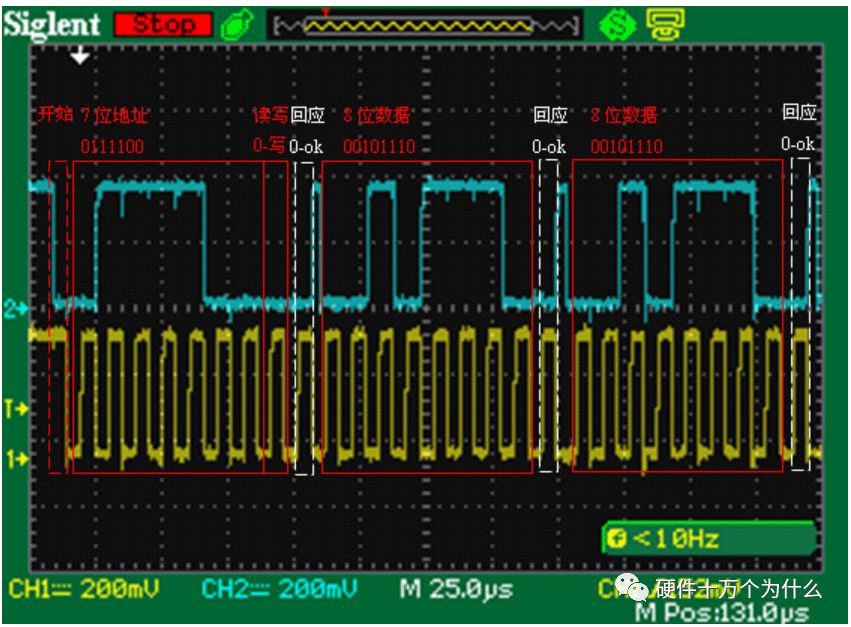 Siglent Stop
开始 7位地址 读写 回应 8位数据 回应 8位数据 回应
0111100 0-写 0-ok 00101110 0-ok 00101110 0-ok
2
T
1
f <10Hz
CH1 200mV CH2 200mV M 25.0µs 硬件十万个为什么
M Pos:131.0µs